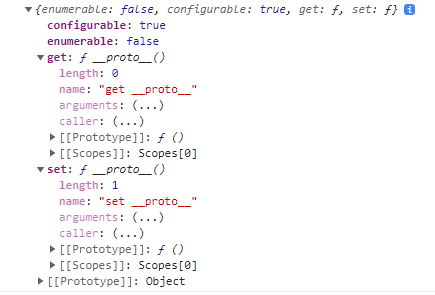 {enumerable: false, configurable: true, get: ƒ, set: ƒ} i
configurable: true
enumerable: false
get: ƒ __proto__()
length: 0
name: "get __proto__"
arguments: (...)
caller: (...)
[[Prototype]]: ƒ ()
[[Scopes]]: Scopes[0]
set: ƒ __proto__()
length: 1
name: "set __proto__"
arguments: (...)
caller: (...)
[[Prototype]]: ƒ ()
[[Scopes]]: Scopes[0]
[[Prototype]]: Object